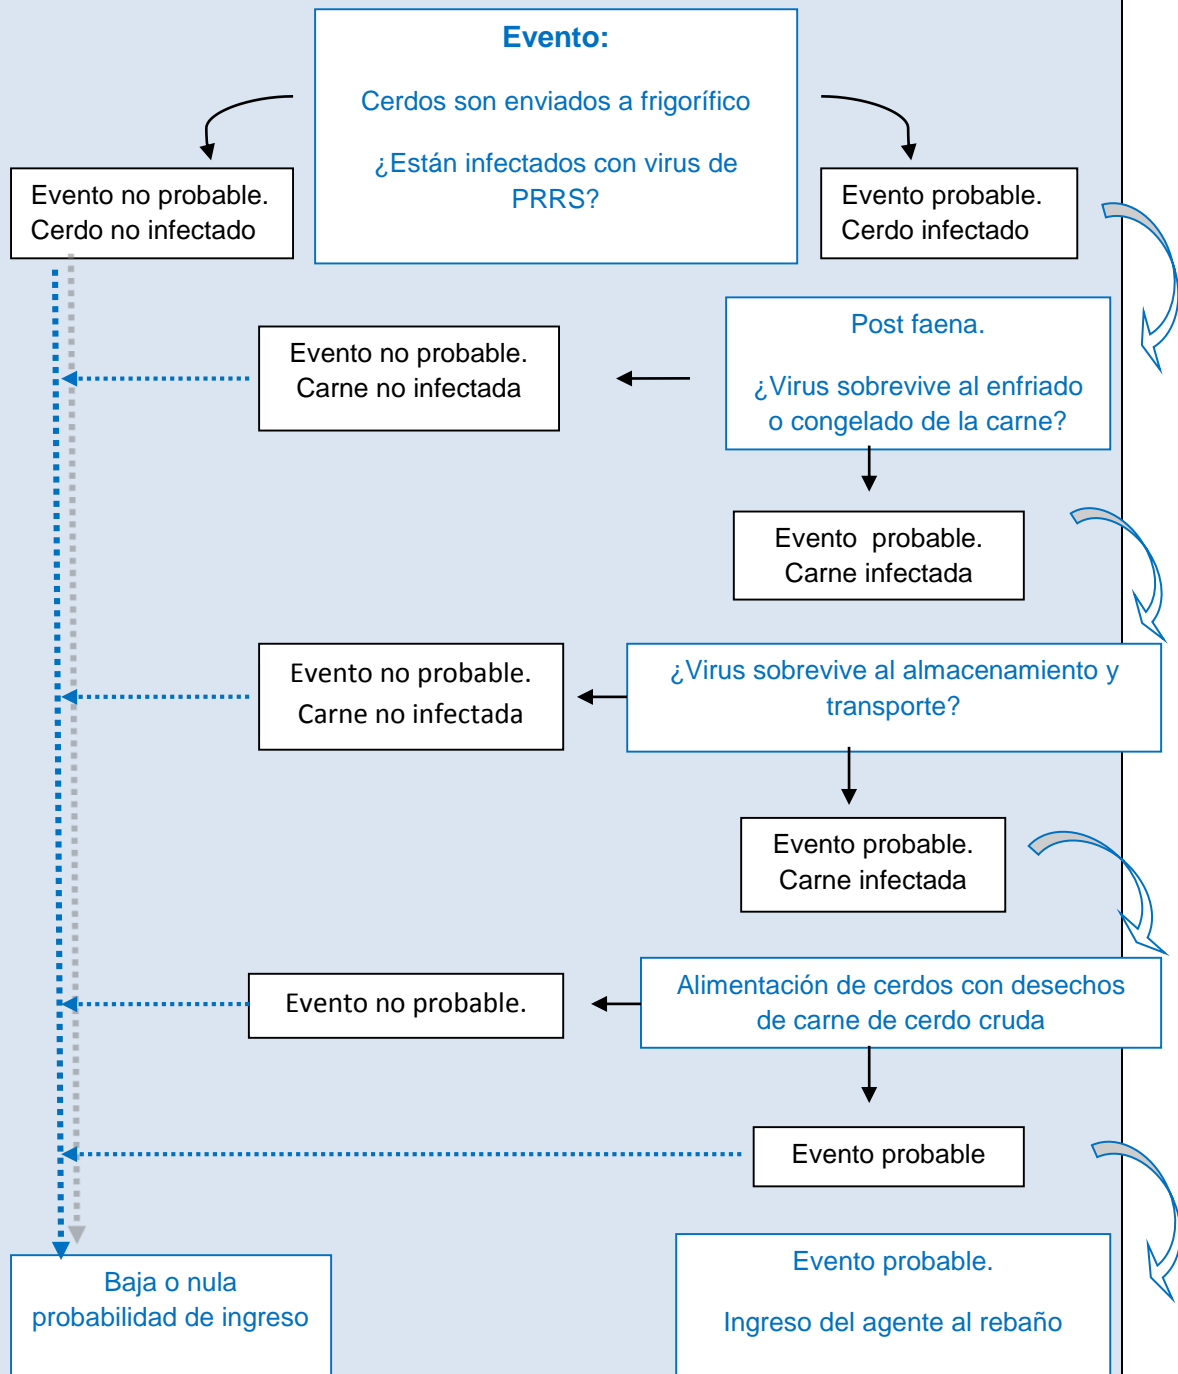 Evento:
Cerdos son enviados a frigorífico
¿Están infectados con virus de
PRRS?
Evento no probable.
Cerdo no infectado
Evento probable.
Cerdo infectado
Post faena.
¿Virus sobrevive al enfriado
o congelado de la carne?
Evento no probable.
Carne no infectada
Evento probable.
Carne infectada
¿Virus sobrevive al almacenamiento y
transporte?
Evento no probable.
Carne no infectada
Evento probable.
Carne infectada
Alimentación de cerdos con desechos
de carne de cerdo cruda
Evento no probable.
Evento probable
Baja o nula
probabilidad de ingreso
Evento probable.
Ingreso del agente al rebaño